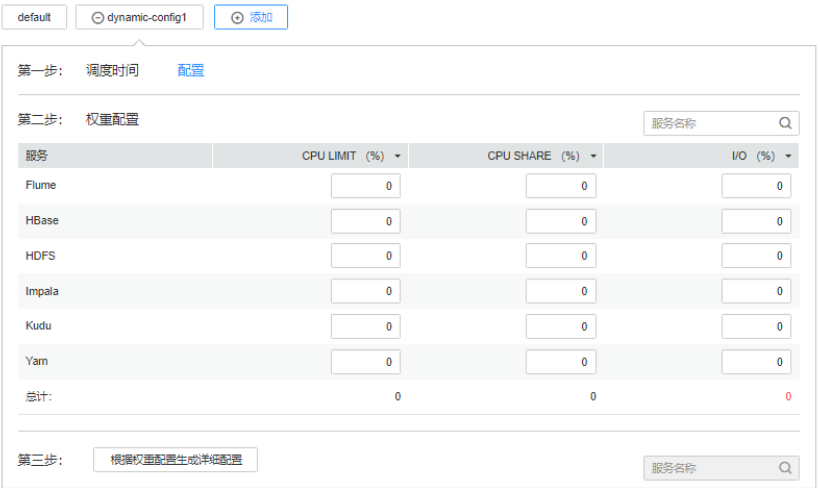 default dynamic-config1 添加
第一步： 调度时间 配置
第二步： 权重配置 服务名称
服务 CPU LIMIT （%） CPU SHARE （%） I/O （%）
Flume 0 0 0
HBase 0 0 0
HDFS 0 0 0
Impala 0 0 0
Kudu 0 0 0
Yarn 0 0 0
总计： 0 0 0
第三步： 根据权重配置生成详细配置 服务名称